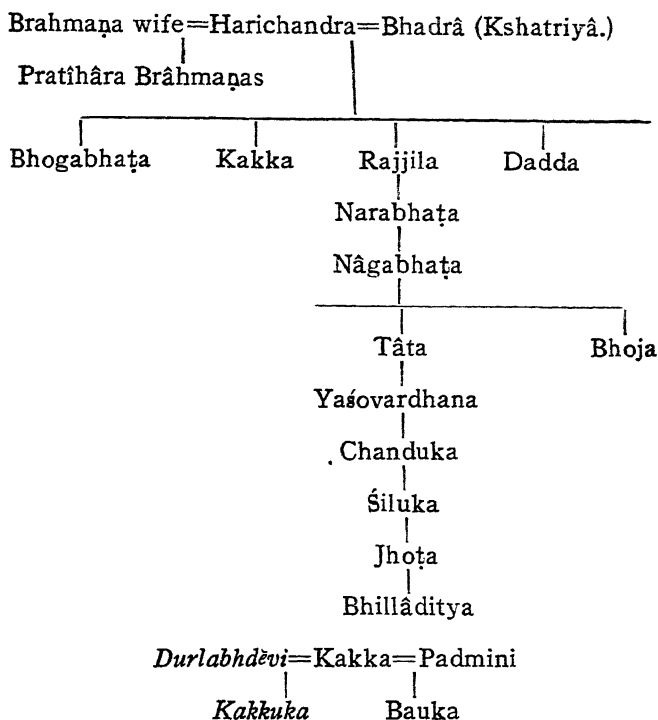 Brahmaṇa wife=Harichandra=Bhadrâ (Kshatriyâ.)
Pratîhâra Brâhmaṇas
Bhogabhaṭa Kakka Rajjila Dadda
Narabhaṭa
Nâgabhaṭa
Tâta Bhoja
Yaśovardhana
Chanduka
Śiluka
Jhoṭa
Bhillâditya
Durlabhdĕvi=Kakka=Padmini
Kakkuka Bauka